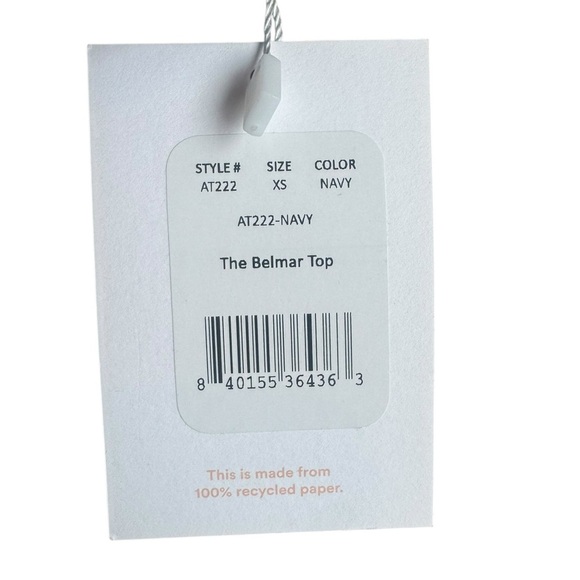 STYLE # SIZE COLOR
AT222 XS NAVY
AT222-NAVY
The Belmar Top
8 40155 36436 3
This is made from
100% recycled paper.